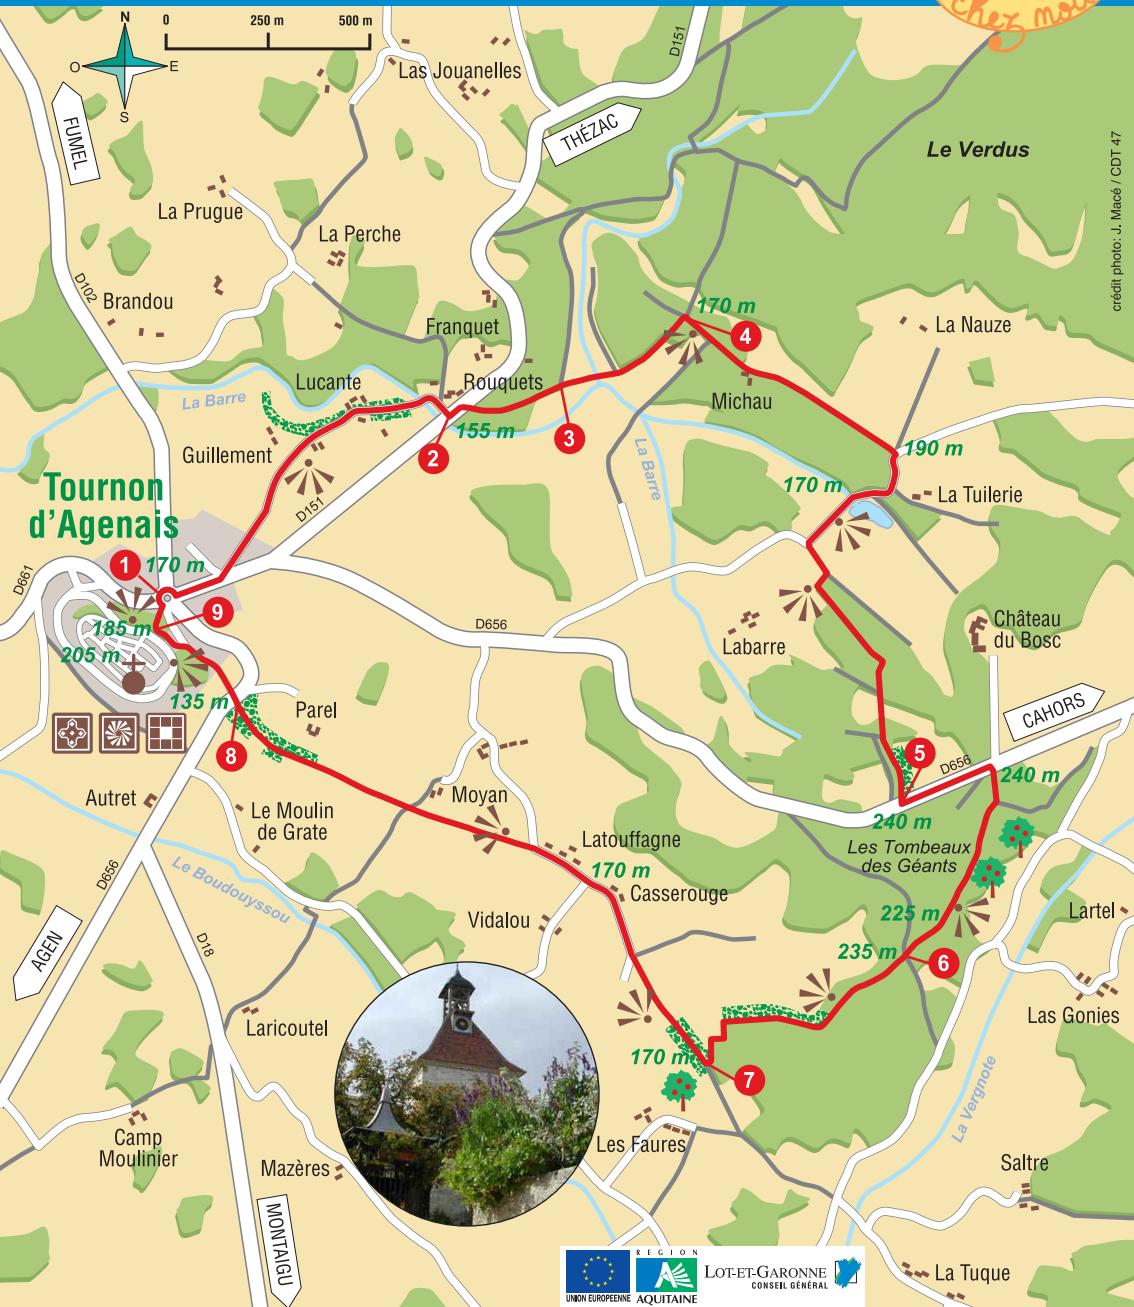 chez moi
N
O
E
S
0
250 m
500 m
D151
Las Jouanelles
FUMEL
THÉZAC
Le Verdus
crédit photo: J. Macé / CDT 47
La Prugue
La Perche
D102
Brandou
Franquet
170 m
4
La Nauze
Lucante
Rouquets
La Barre
Michau
155 m
3
2
Guillement
La Barre
190 m
170 m
La Tuilerie
Tournon
d'Agenais
D151
1
170 m
D661
9
185 m
205 m
D656
Labarre
Château
du Bosc
135 m
Parel
8
CAHORS
5
D656
240 m
240 m
Autret
Le Moulin
de Grate
Moyan
Latouffagne
170 m
Casserouge
Les Tombeaux
des Géants
D656
Le Boudouyssou
Vidalou
225 m
235 m
6
Lartel
AGEN
D18
Laricoutel
Las Gonies
170 m
7
La Vergnote
Camp
Moulinier
Mazères
Les Faures
Saltre
MONTAIGU
La Tuque
UNION EUROPEENNE
REGION
AQUITAINE
LOT-ET-GARONNE
CONSEIL GÉNÉRAL